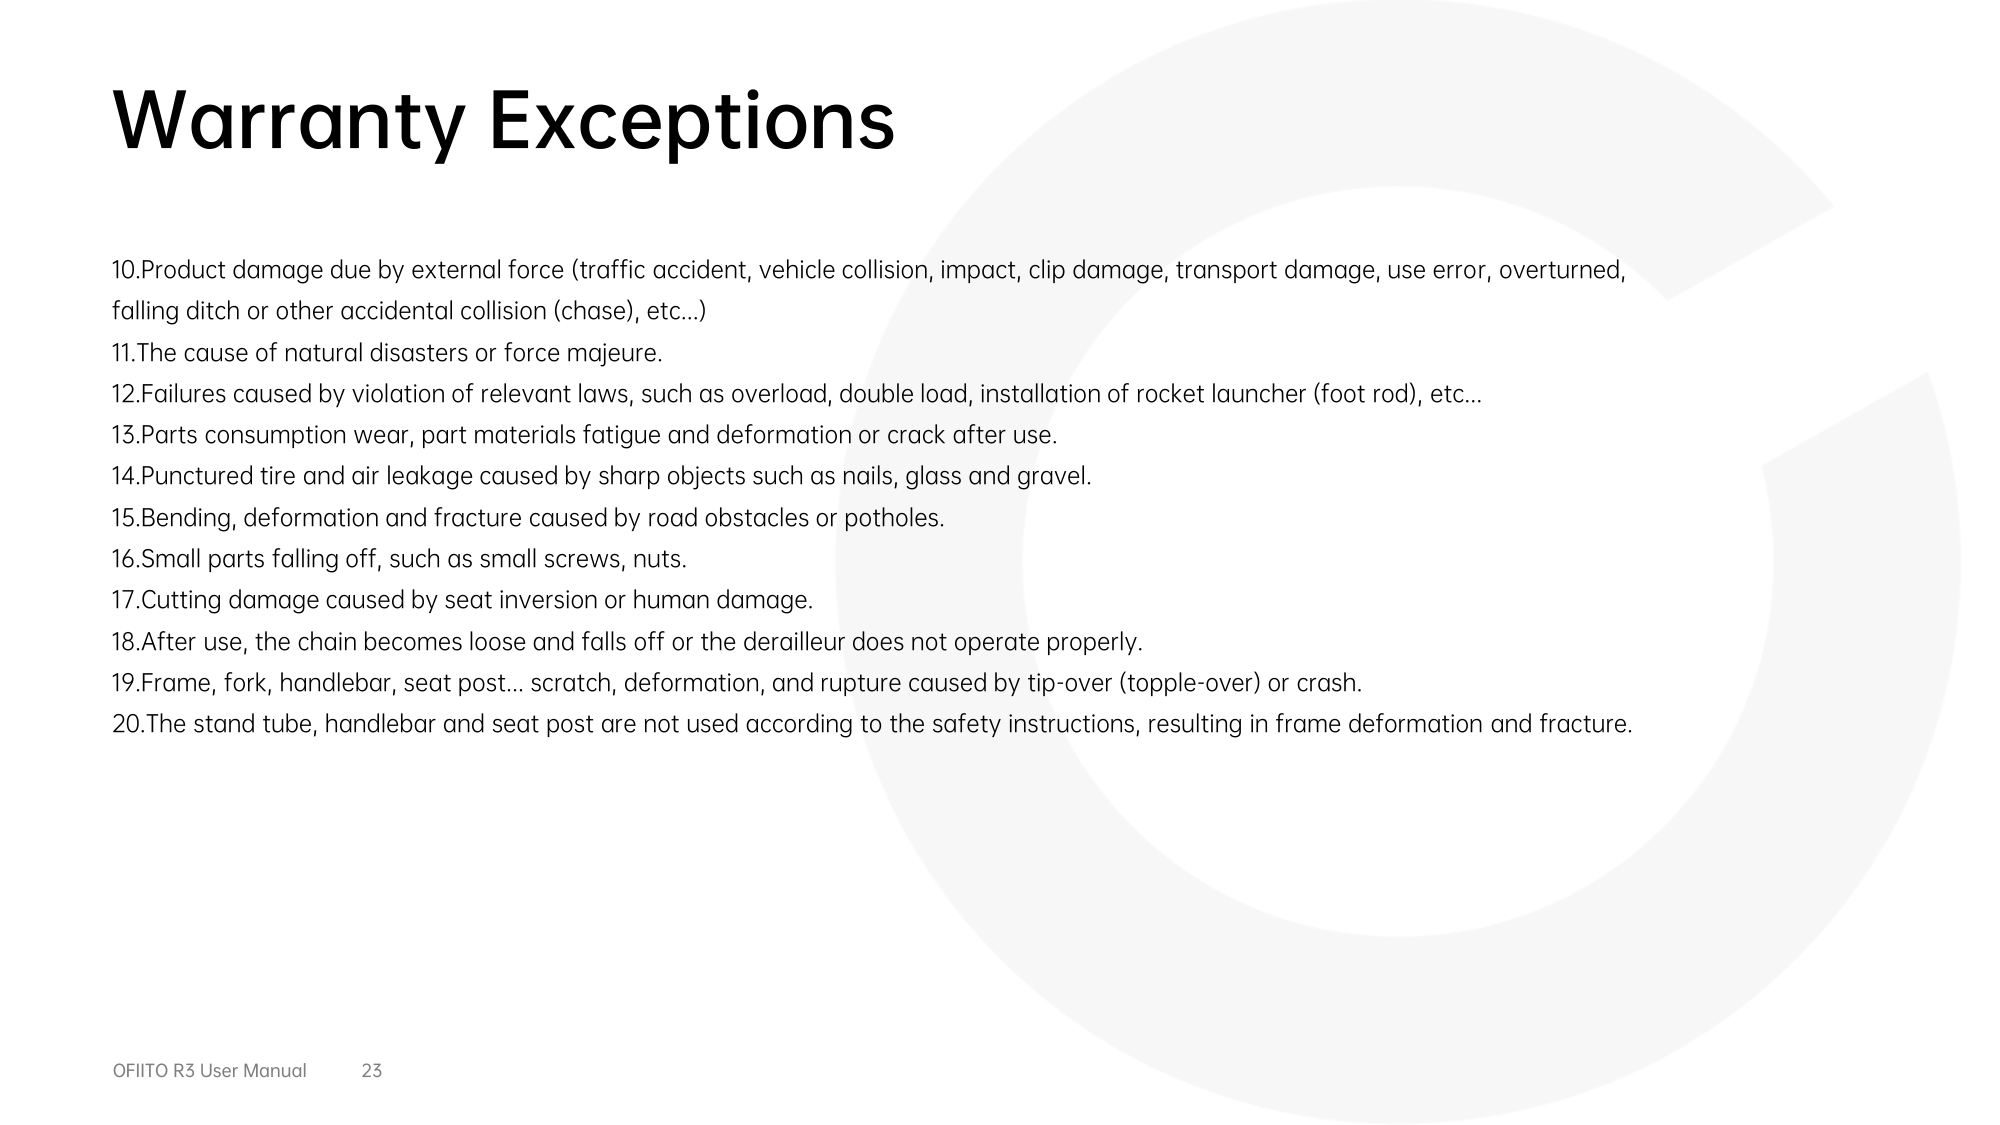 Warranty Exceptions
10.Product damage due by external force (traffic accident, vehicle collision, impact, clip damage, transport damage, use error, overturned,
falling ditch or other accidental collision (chase), etc...)
11.The cause of natural disasters or force majeure.
12.Failures caused by violation of relevant laws, such as overload, double load, installation of rocket launcher (foot rod), etc...
13.Parts consumption wear, part materials fatigue and deformation or crack after use.
14.Punctured tire and air leakage caused by sharp objects such as nails, glass and gravel.
15.Bending, deformation and fracture caused by road obstacles or potholes.
16.Small parts falling off, such as small screws, nuts.
17.Cutting damage caused by seat inversion or human damage.
18.After use, the chain becomes loose and falls off or the derailleur does not operate properly.
19.Frame, fork, handlebar, seat post... scratch, deformation, and rupture caused by tip-over (topple-over) or crash.
20.The stand tube, handlebar and seat post are not used according to the safety instructions, resulting in frame deformation and fracture.
OFIITO R3 User Manual 23